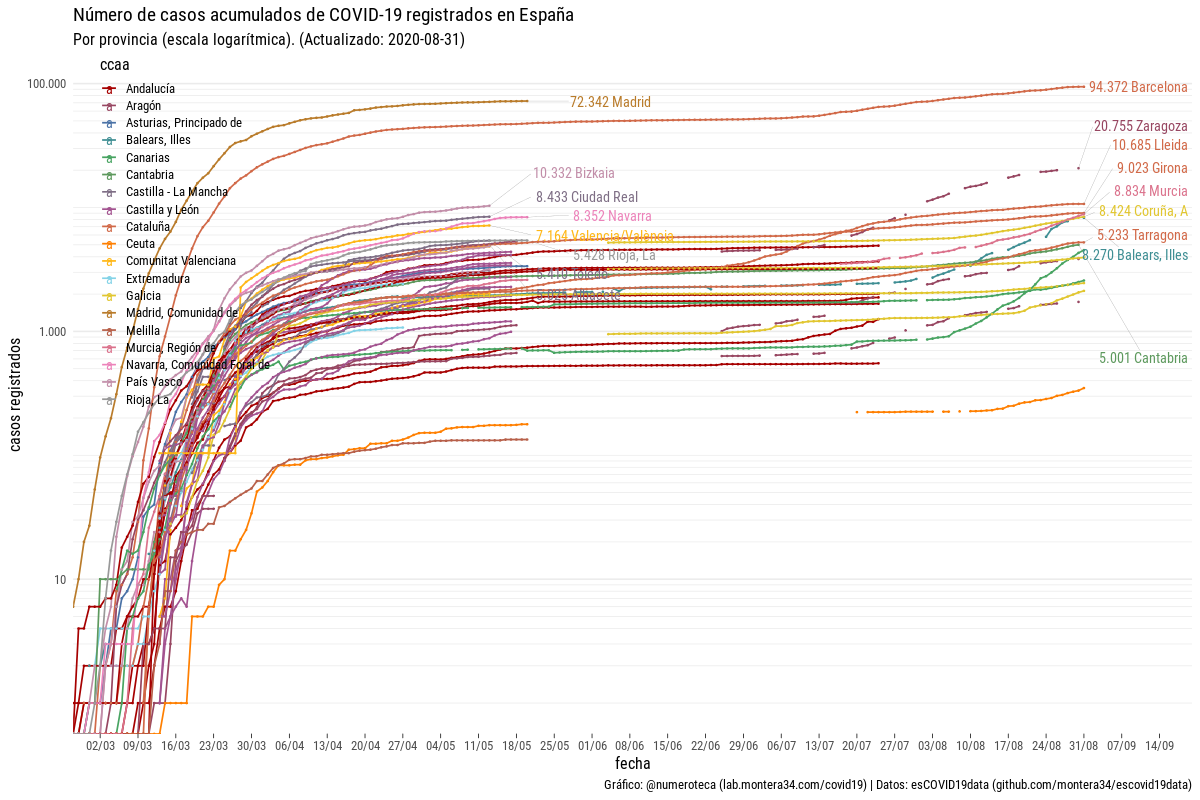 Número de casos acumulados de COVID-19 registrados en España
Por provincia (escala logarítmica). (Actualizado: 2020-08-31)
ccaa
Andalucía
Aragón
Asturias, Principado de
Balears, Illes
Canarias
Cantabria
Castilla - La Mancha
Castilla y León
Cataluña
Ceuta
Comunitat Valenciana
Extremadura
Galicia
Madrid, Comunidad de
Melilla
Murcia, Región de
Navarra, Comunidad Foral de
País Vasco
Rioja, La
100.000
1.000
10
casos registrados
72.342 Madrid
10.332 Bizkaia
8.433 Ciudad Real
8.352 Navarra
7.164 Valencia/València
5.428 Rioja, La
94.372 Barcelona
20.755 Zaragoza
10.685 Lleida
9.023 Girona
8.834 Murcia
8.424 Coruña, A
5.233 Tarragona
8.270 Balears, Illes
5.001 Cantabria
02/03 09/03 16/03 23/03 30/03 06/04 13/04 20/04 27/04 04/05 11/05 18/05 25/05 01/06 08/06 15/06 22/06 29/06 06/07 13/07 20/07 27/07 03/08 10/08 17/08 24/08 31/08 07/09 14/09
fecha
Gráfico: @numeroteca (lab.montera34.com/covid19) | Datos: esCOVID19data (github.com/montera34/escovid19data)